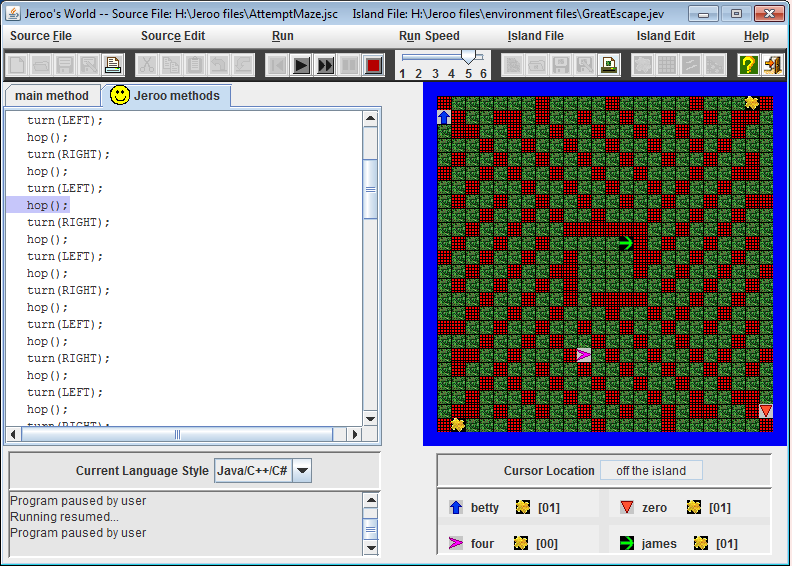 Jeroo's World -- Source File: H:\Jeroo files\AttemptMaze.jsc     Island File: H:\Jeroo files\environment files\GreatEscape.jev
Source File Source Edit Run Run Speed Island File Island Edit Help
1 2 3 4 5 6
main method Jeroo methods
turn(LEFT);
hop();
turn(RIGHT);
hop();
turn(LEFT);
hop();
turn(RIGHT);
hop();
turn(LEFT);
hop();
turn(RIGHT);
hop();
turn(LEFT);
hop();
turn(RIGHT);
hop();
turn(LEFT);
hop();
turn(RIGHT);
Current Language Style Java/C++/C#
Cursor Location off the island
Program paused by user
Running resumed...
Program paused by user
betty [01] zero [01]
four [00] james [01]